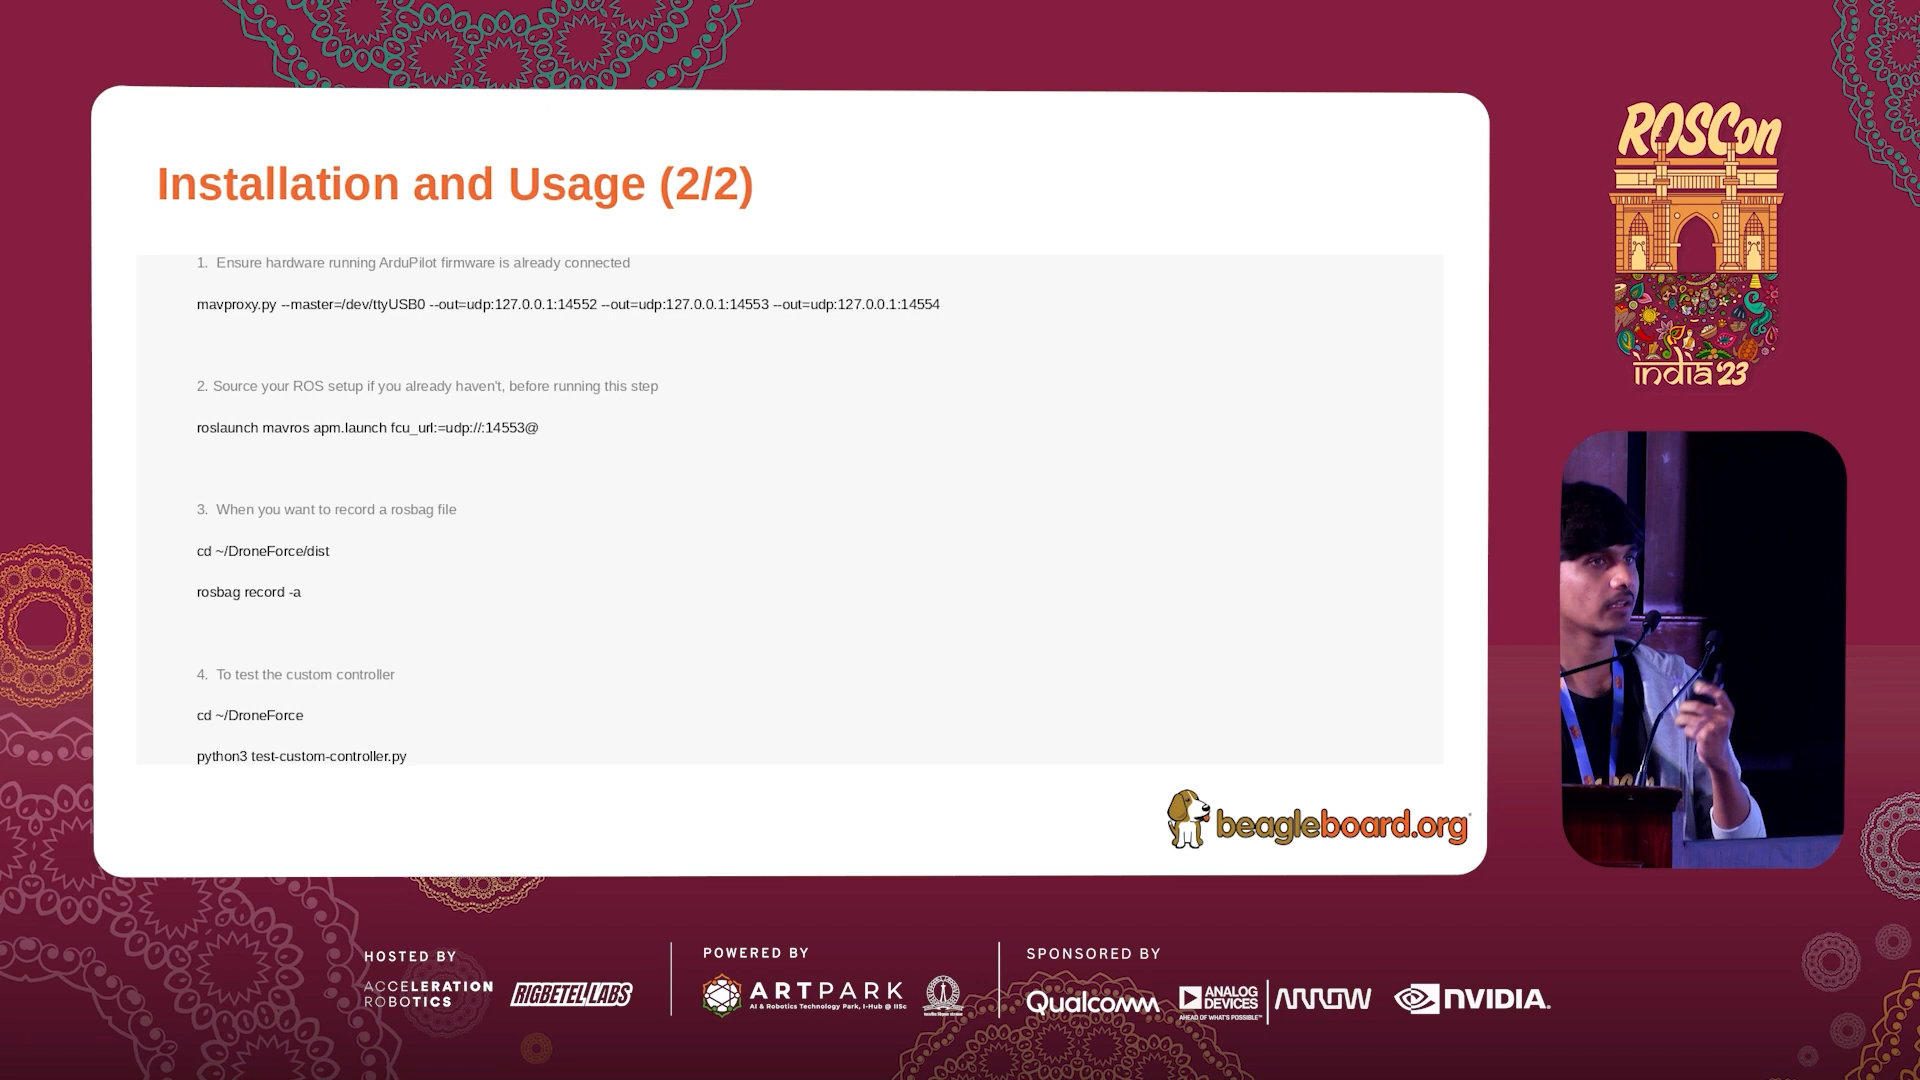 ROSCon
india '23
Installation and Usage (2/2)
1. Ensure hardware running ArduPilot firmware is already connected
mavproxy.py --master=/dev/ttyUSB0 --out=udp:127.0.0.1:14552 --out=udp:127.0.0.1:14553 --out=udp:127.0.0.1:14554
2. Source your ROS setup if you already haven't, before running this step
roslaunch mavros apm.launch fcu_url:=udp://:14553@
3. When you want to record a rosbag file
cd ~/DroneForce/dist
rosbag record -a
4. To test the custom controller
cd ~/DroneForce
python3 test-custom-controller.py
beagleboard.org
HOSTED BY
ACCELERATION
ROBOTICS
RIGBETEL LABS
POWERED BY
ARTPARK
AI & Robotics Technology Park, I-Hub @ IISc
SPONSORED BY
Qualcomm
ANALOG
DEVICES
AHEAD OF WHAT'S POSSIBLE™
ARROW
NVIDIA.